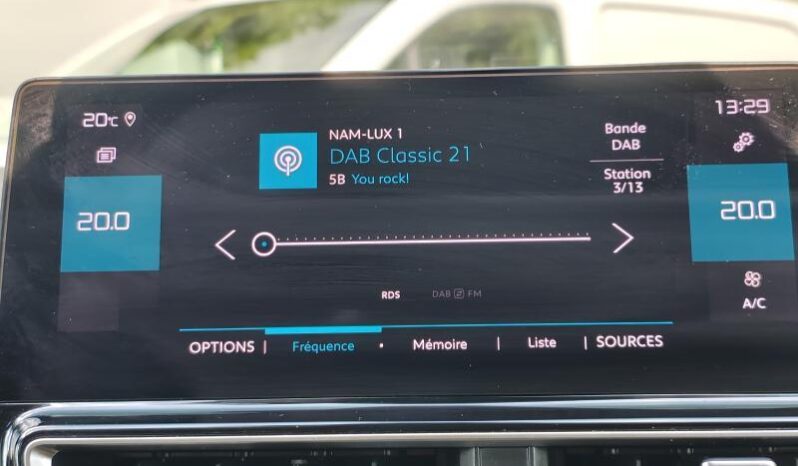 20°C
13:29
NAM-LUX 1
DAB Classic 21
5B You rock!
Bande
DAB
Station
3/13
20.0
20.0
A/C
RDS
DAB FM
OPTIONS | Fréquence • Mémoire | Liste | SOURCES